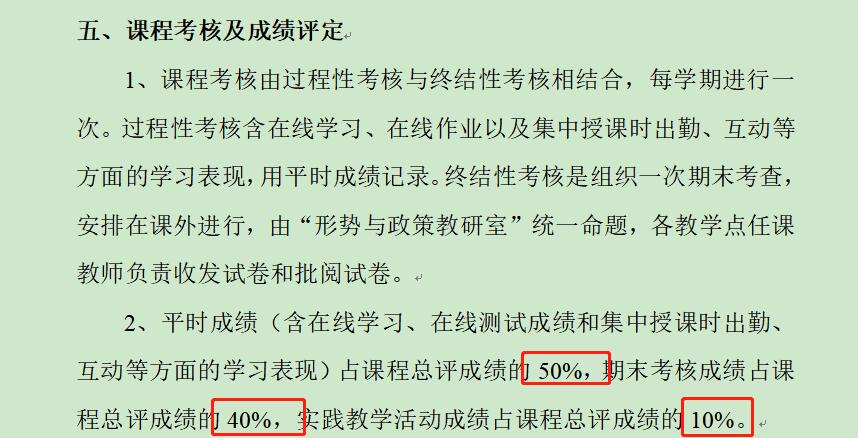 五、课程考核及成绩评定
1、课程考核由过程性考核与终结性考核相结合，每学期进行一
次。过程性考核含在线学习、在线作业以及集中授课时出勤、互动等
方面的学习表现，用平时成绩记录。终结性考核是组织一次期末考查，
安排在课外进行，由“形势与政策教研室”统一命题，各教学点任课
教师负责收发试卷和批阅试卷。
2、平时成绩（含在线学习、在线测试成绩和集中授课时出勤、
互动等方面的学习表现）占课程总评成绩的 50%，期末考核成绩占课
程总评成绩的 40%，实践教学活动成绩占课程总评成绩的 10%。